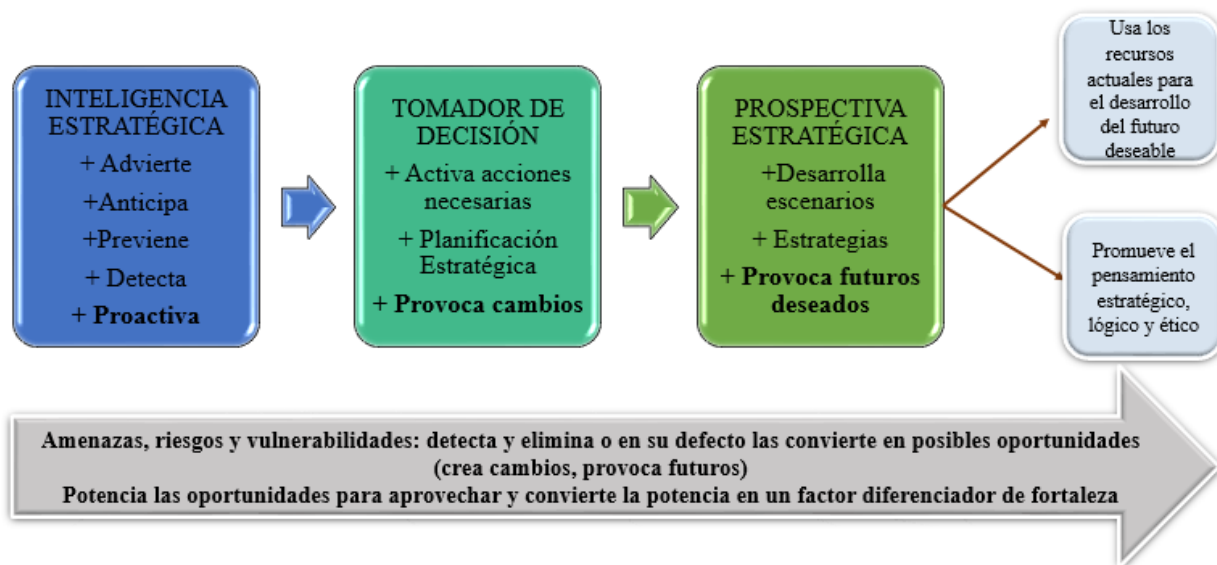 INTELIGENCIA
ESTRATÉGICA
+ Advierte
+Anticipa
+Previene
+ Detecta
+ Proactiva
TOMADOR DE
DECISIÓN
+ Activa acciones
necesarias
+ Planificación
Estratégica
+ Provoca cambios
PROSPECTIVA
ESTRATÉGICA
+Desarrolla
escenarios
+ Estrategias
+ Provoca futuros
deseados
Usa los
recursos
actuales para
el desarrollo
del futuro
deseable
Promueve el
pensamiento
estratégico,
lógico y ético
Amenazas, riesgos y vulnerabilidades: detecta y elimina o en su defecto las convierte en posibles oportunidades
(crea cambios, provoca futuros)
Potencia las oportunidades para aprovechar y convierte la potencia en un factor diferenciador de fortaleza